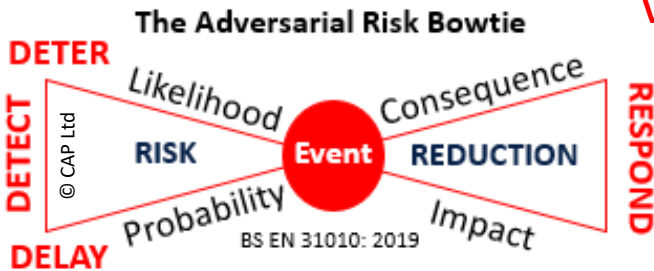 The Adversarial Risk Bowtie
DETER
Likelihood
Consequence
DETECT
© CAP Ltd
RISK
Event
REDUCTION
RESPOND
Probability
Impact
BS EN 31010: 2019
DELAY